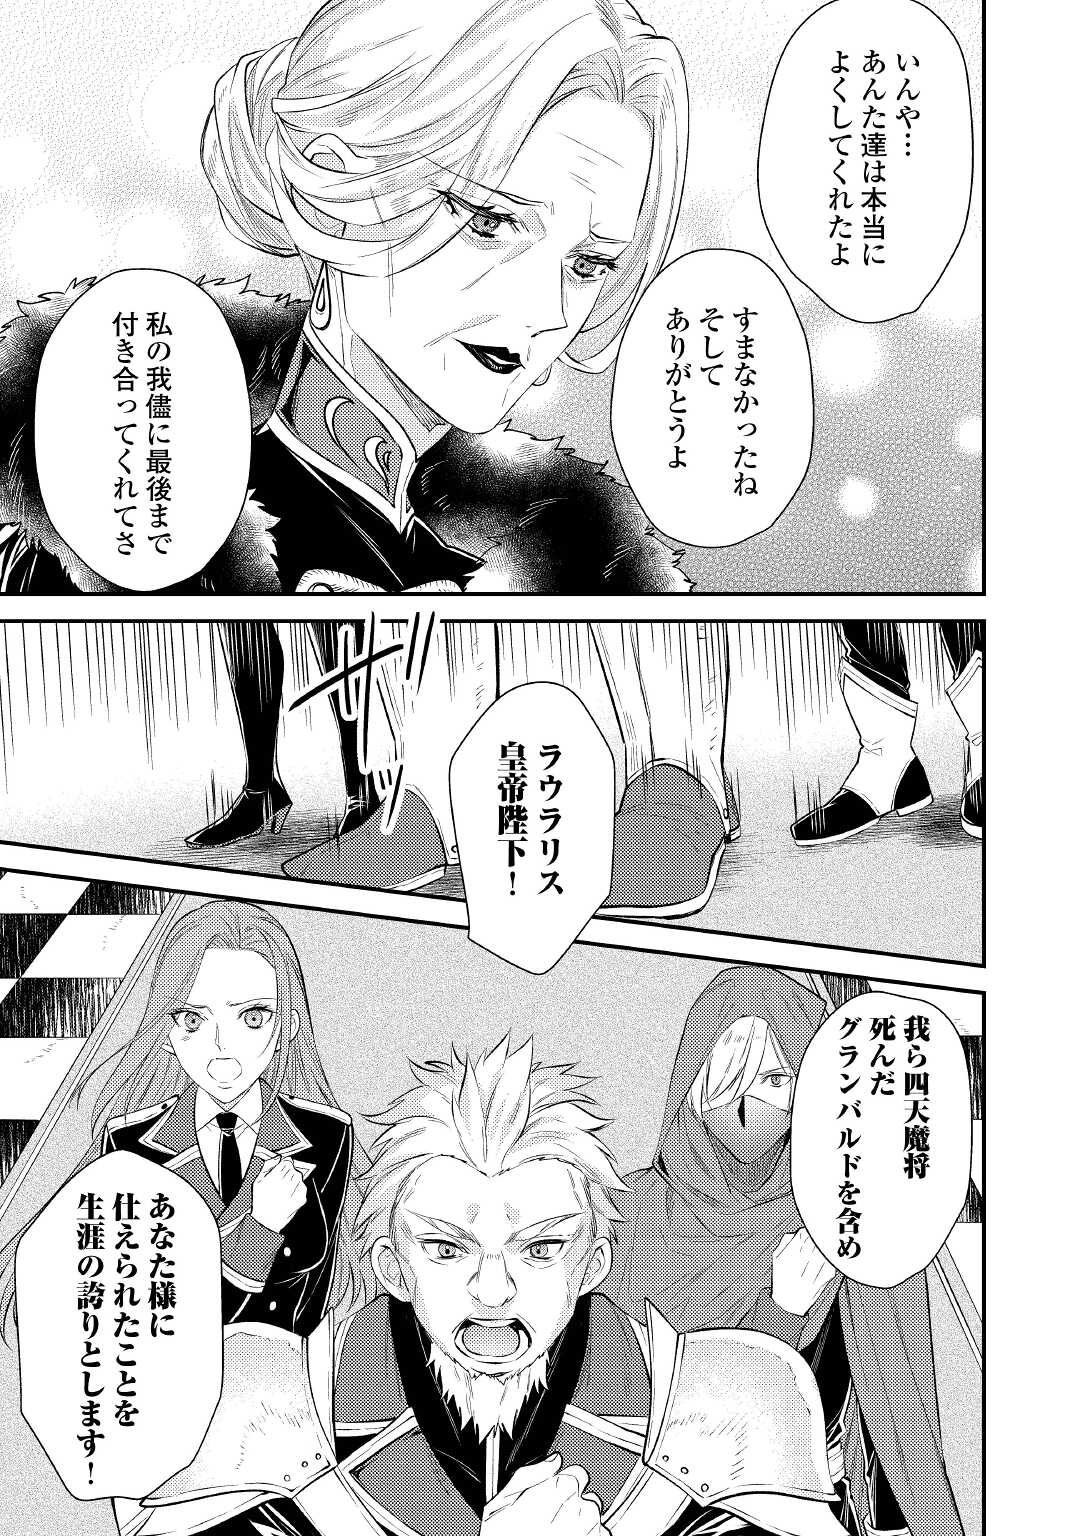 いんや…
あんた達は本当に
よくしてくれたよ
すまなかったね
そして
ありがとうよ
私の我儘に最後まで
付き合ってくれてさ
ザッ
ラウラリス
皇帝陛下！
我ら四天魔将
死んだ
グランバルドを含め
あなた様に
仕えられたことを
生涯の誇りとします！